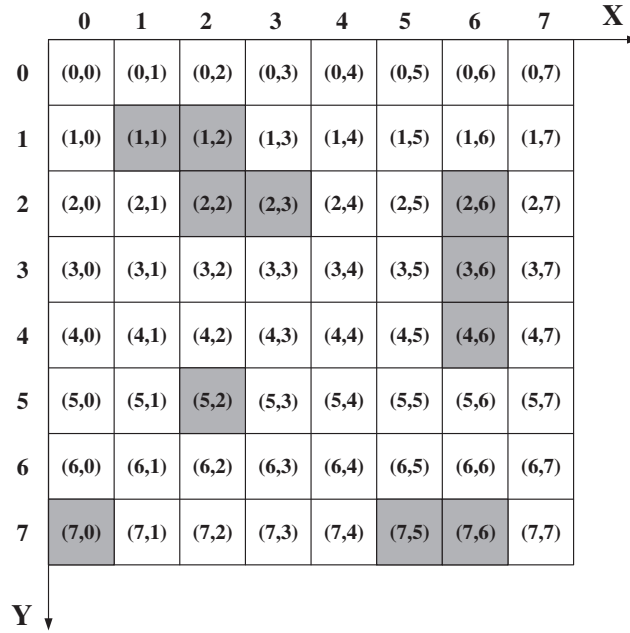 0 1 2 3 4 5 6 7 X
0 (0,0) (0,1) (0,2) (0,3) (0,4) (0,5) (0,6) (0,7)
1 (1,0) (1,1) (1,2) (1,3) (1,4) (1,5) (1,6) (1,7)
2 (2,0) (2,1) (2,2) (2,3) (2,4) (2,5) (2,6) (2,7)
3 (3,0) (3,1) (3,2) (3,3) (3,4) (3,5) (3,6) (3,7)
4 (4,0) (4,1) (4,2) (4,3) (4,4) (4,5) (4,6) (4,7)
5 (5,0) (5,1) (5,2) (5,3) (5,4) (5,5) (5,6) (5,7)
6 (6,0) (6,1) (6,2) (6,3) (6,4) (6,5) (6,6) (6,7)
7 (7,0) (7,1) (7,2) (7,3) (7,4) (7,5) (7,6) (7,7)
Y